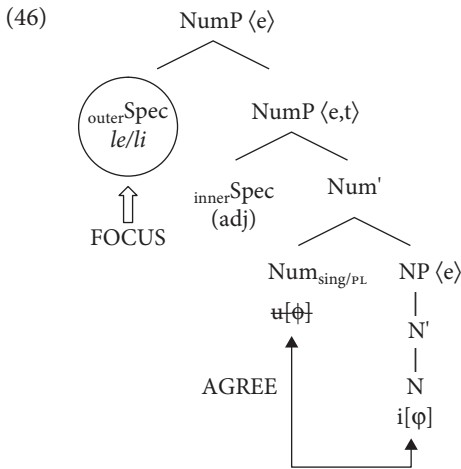 (46) NumP ⟨e⟩
outerSpec NumP ⟨e,t⟩
le/li
innerSpec Num'
(adj)
FOCUS
Numsing/PL NP ⟨e⟩
u[ϕ]
N'
AGREE N
i[φ]